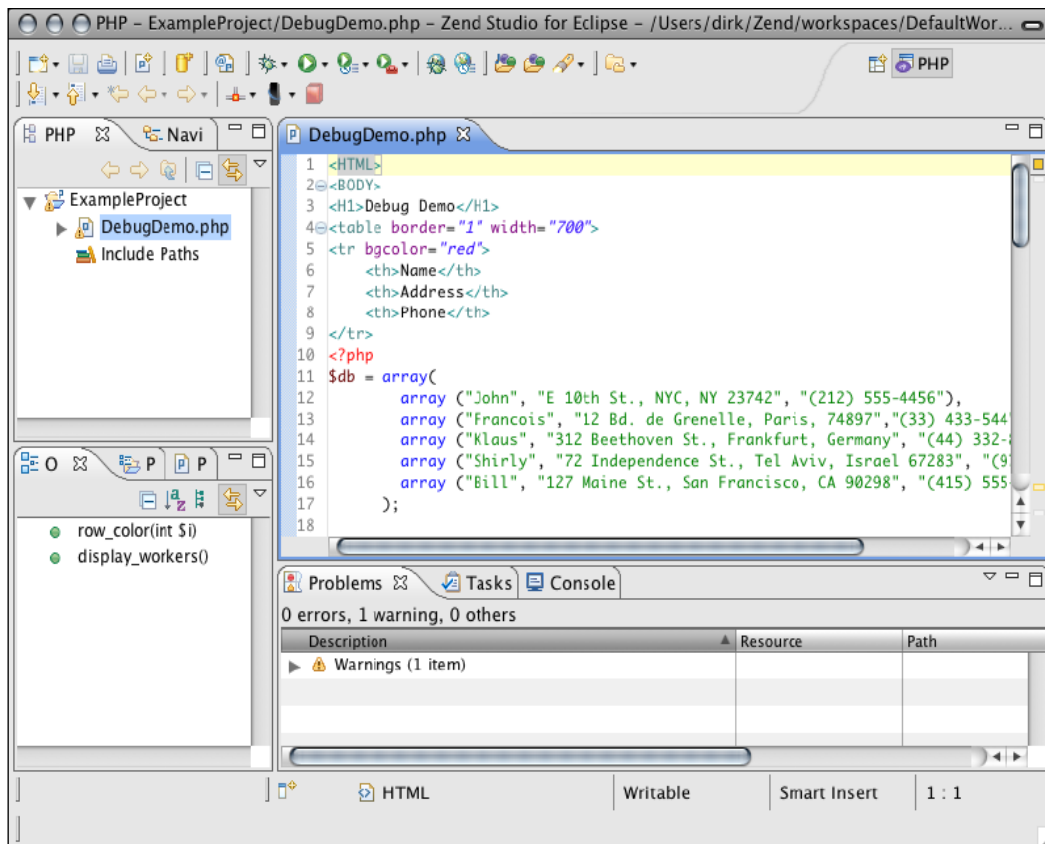 PHP – ExampleProject/DebugDemo.php – Zend Studio for Eclipse – /Users/dirk/Zend/workspaces/DefaultWor...
PHP
PHP
Navi
ExampleProject
DebugDemo.php
Include Paths
DebugDemo.php
1 <HTML>
2 <BODY>
3 <H1>Debug Demo</H1>
4 <table border="1" width="700">
5 <tr bgcolor="red">
6 <th>Name</th>
7 <th>Address</th>
8 <th>Phone</th>
9 </tr>
10 <?php
11 $db = array(
12 array ("John", "E 10th St., NYC, NY 23742", "(212) 555-4456"),
13 array ("Francois", "12 Bd. de Grenelle, Paris, 74897","(33) 433-544
14 array ("Klaus", "312 Beethoven St., Frankfurt, Germany", "(44) 332-
15 array ("Shirly", "72 Independence St., Tel Aviv, Israel 67283", "(9
16 array ("Bill", "127 Maine St., San Francisco, CA 90298", "(415) 555-
17 );
18
O
P
P
row_color(int $i)
display_workers()
Problems
Tasks
Console
0 errors, 1 warning, 0 others
Description
Resource
Path
Warnings (1 item)
HTML
Writable
Smart Insert
1 : 1